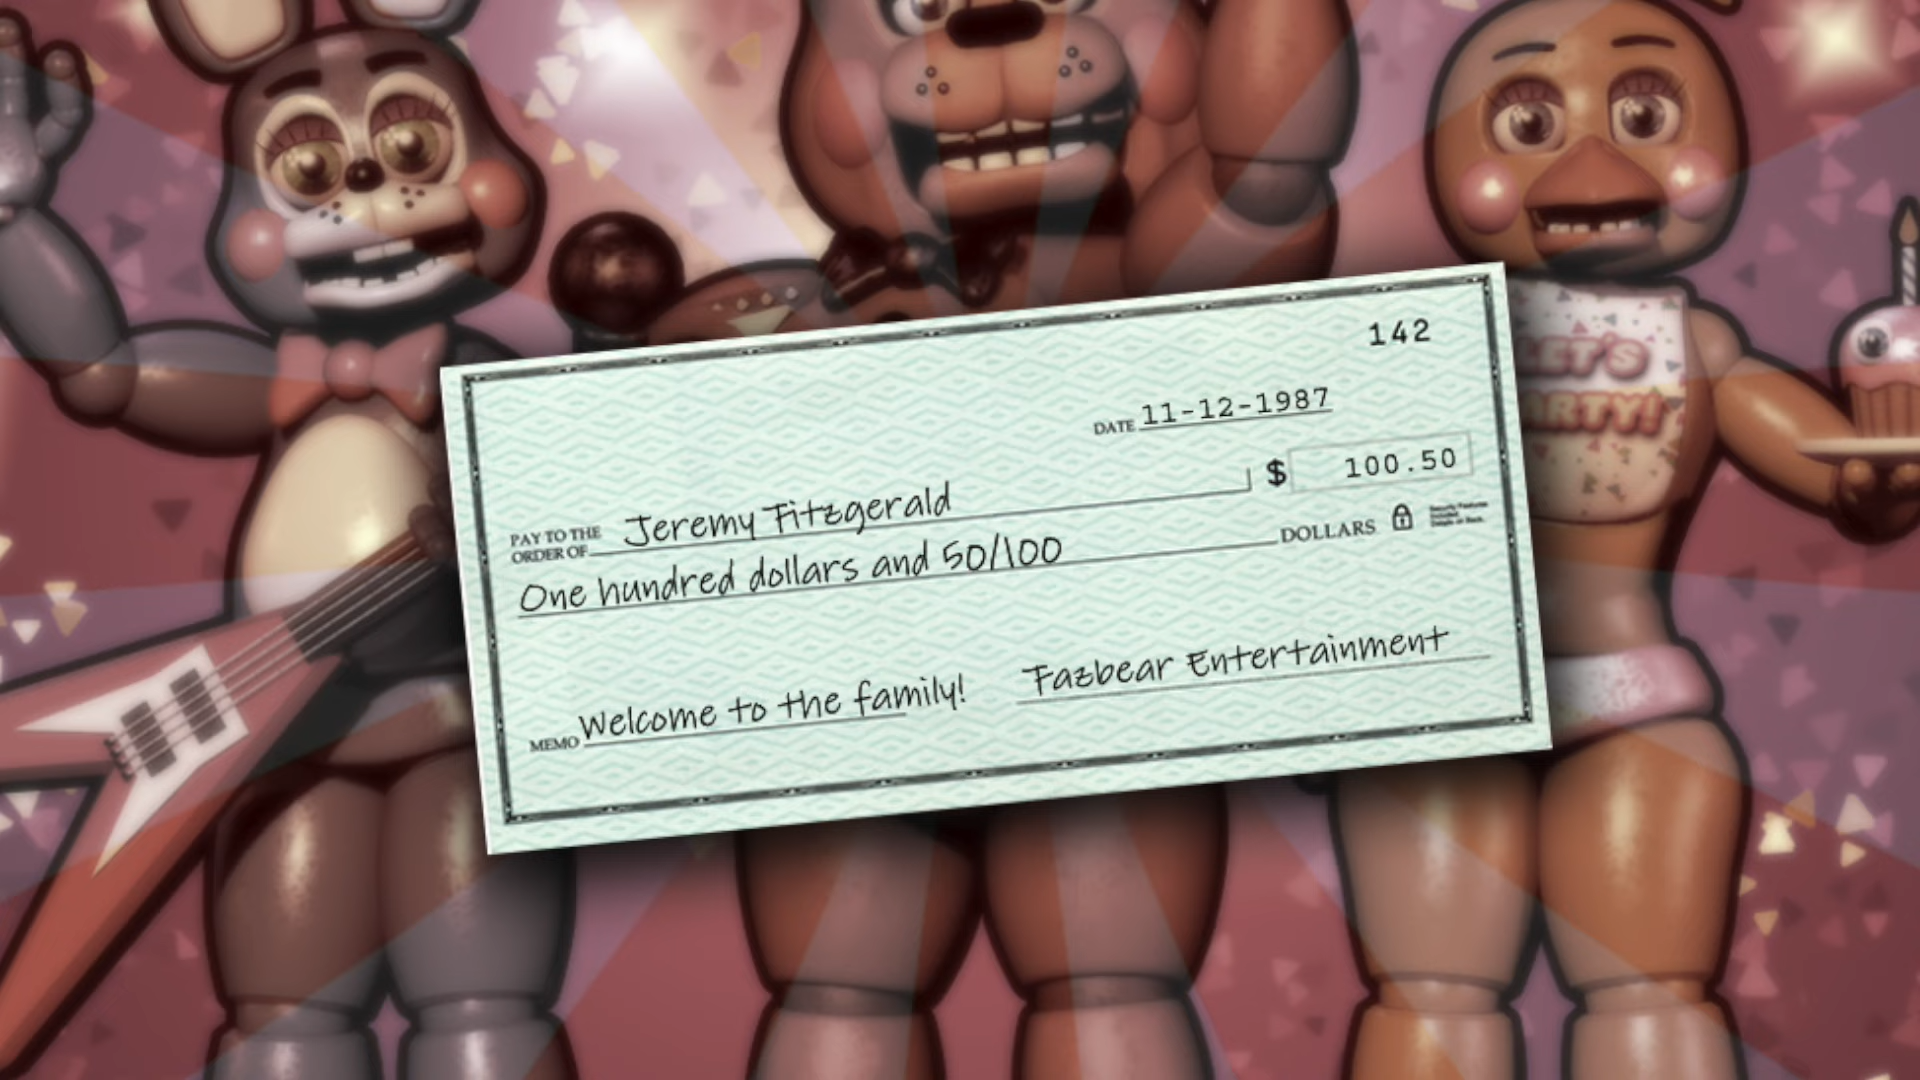 142
DATE 11-12-1987
PAY TO THE ORDER OF Jeremy Fitzgerald $ 100.50
One hundred dollars and 50/100 DOLLARS
MEMO Welcome to the family! Fazbear Entertainment
LET'S
PARTY!